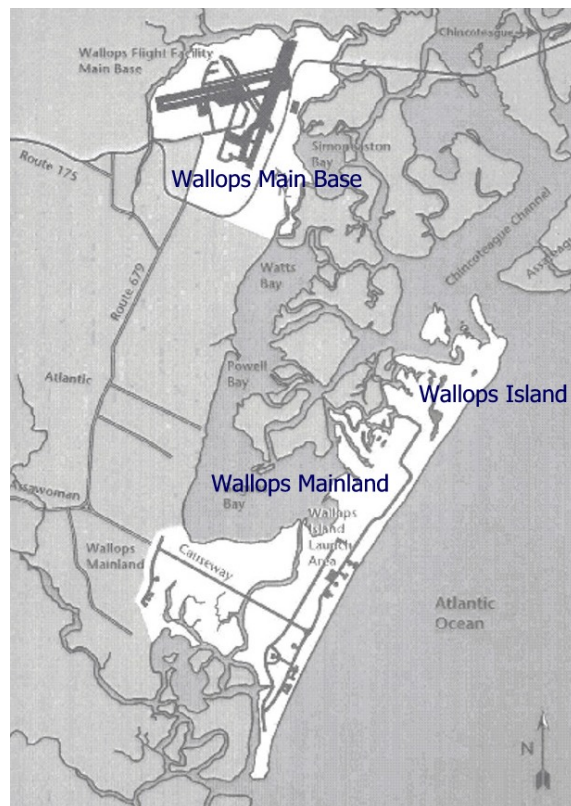 Chincoteague
Wallops Flight Facility
Main Base
Route 175
Simoneaston
Bay
Wallops Main Base
Chincoteague Channel
Watts
Bay
Route 679
Powell
Bay
Atlantic
Wallops Island
Wallops Mainland
Bay
Assawoman
Wallops
Island
Launch
Area
Wallops
Mainland
Causeway
Atlantic
Ocean
N